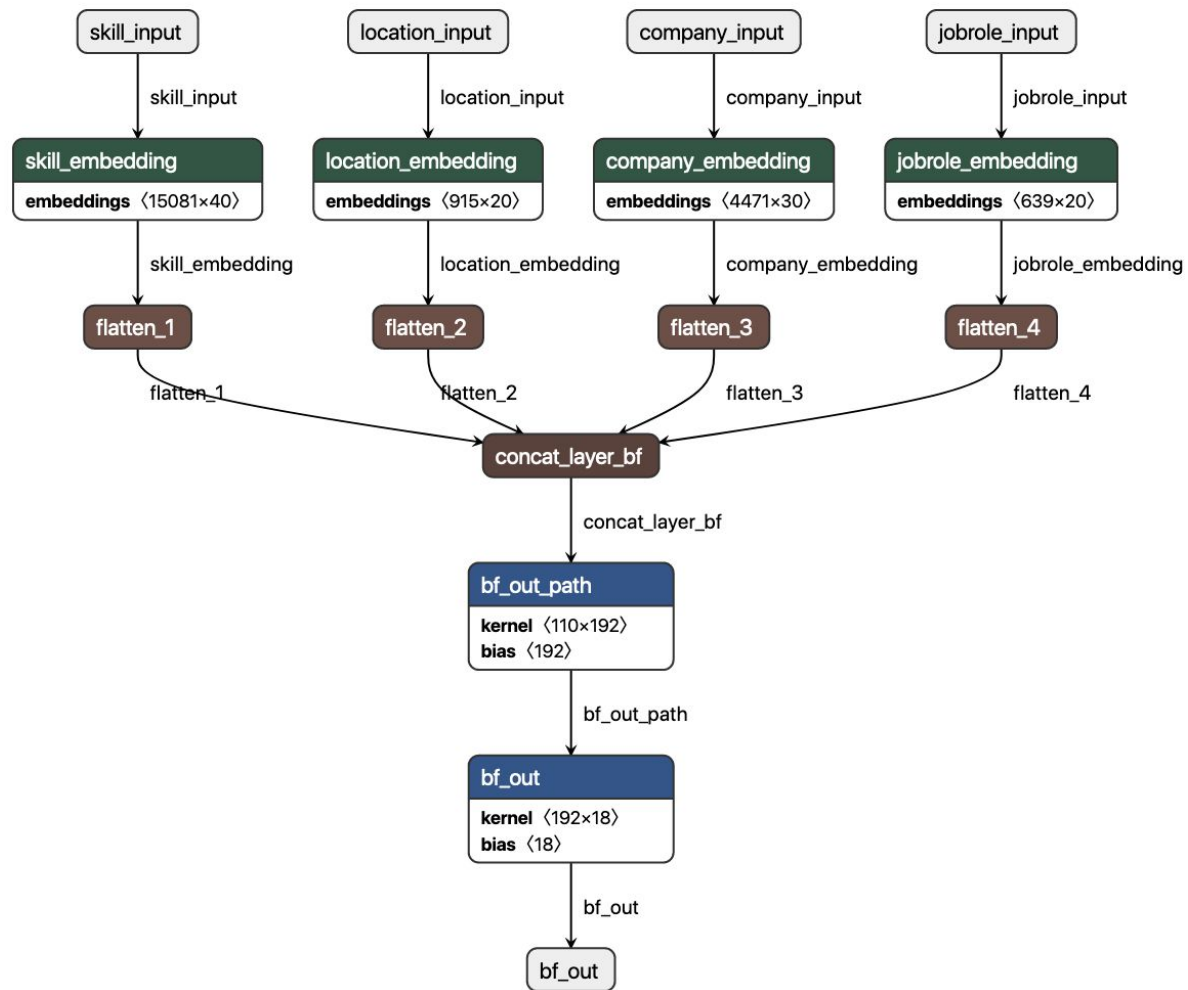 skill_input
location_input
company_input
jobrole_input
skill_input
location_input
company_input
jobrole_input
skill_embedding
location_embedding
company_embedding
jobrole_embedding
embeddings 〈15081×40〉
embeddings 〈915×20〉
embeddings 〈4471×30〉
embeddings 〈639×20〉
skill_embedding
location_embedding
company_embedding
jobrole_embedding
flatten_1
flatten_2
flatten_3
flatten_4
flatten_1
flatten_2
flatten_3
flatten_4
concat_layer_bf
concat_layer_bf
bf_out_path
kernel 〈110×192〉
bias 〈192〉
bf_out_path
bf_out
kernel 〈192×18〉
bias 〈18〉
bf_out
bf_out